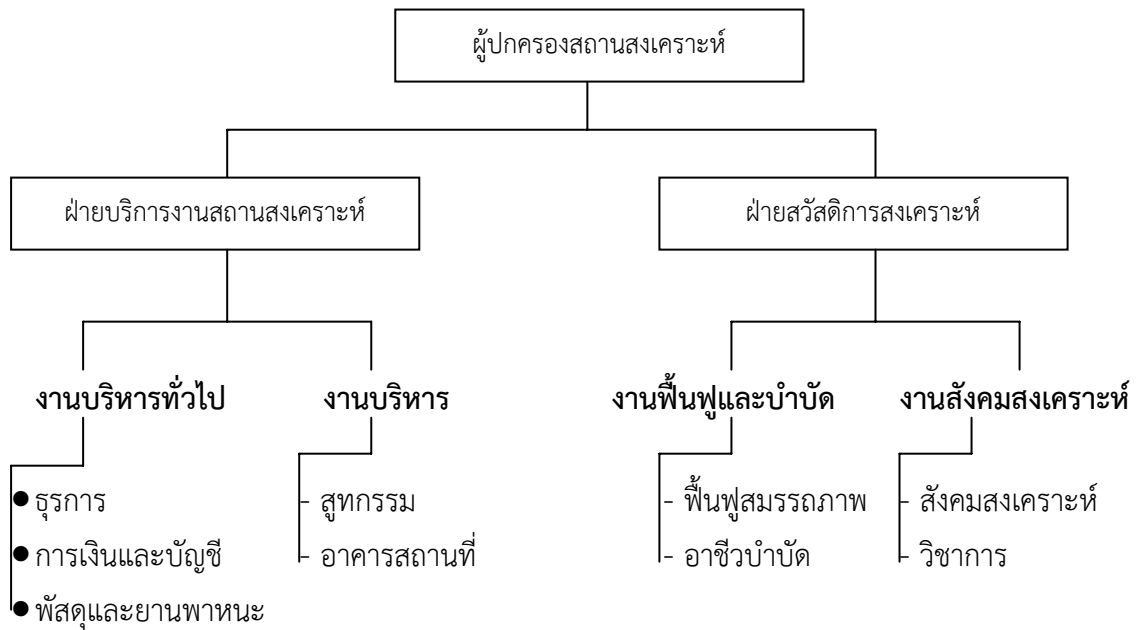 ผู้ปกครองสถานสงเคราะห์
ฝ่ายบริการงานสถานสงเคราะห์ ฝ่ายสวัสดิการสงเคราะห์
งานบริหารทั่วไป งานบริหาร งานฟื้นฟูและบำบัด งานสังคมสงเคราะห์
● ธุรการ - สูทกรรม - ฟื้นฟูสมรรถภาพ - สังคมสงเคราะห์
● การเงินและบัญชี - อาคารสถานที่ - อาชีวบำบัด - วิชาการ
● พัสดุและยานพาหนะ